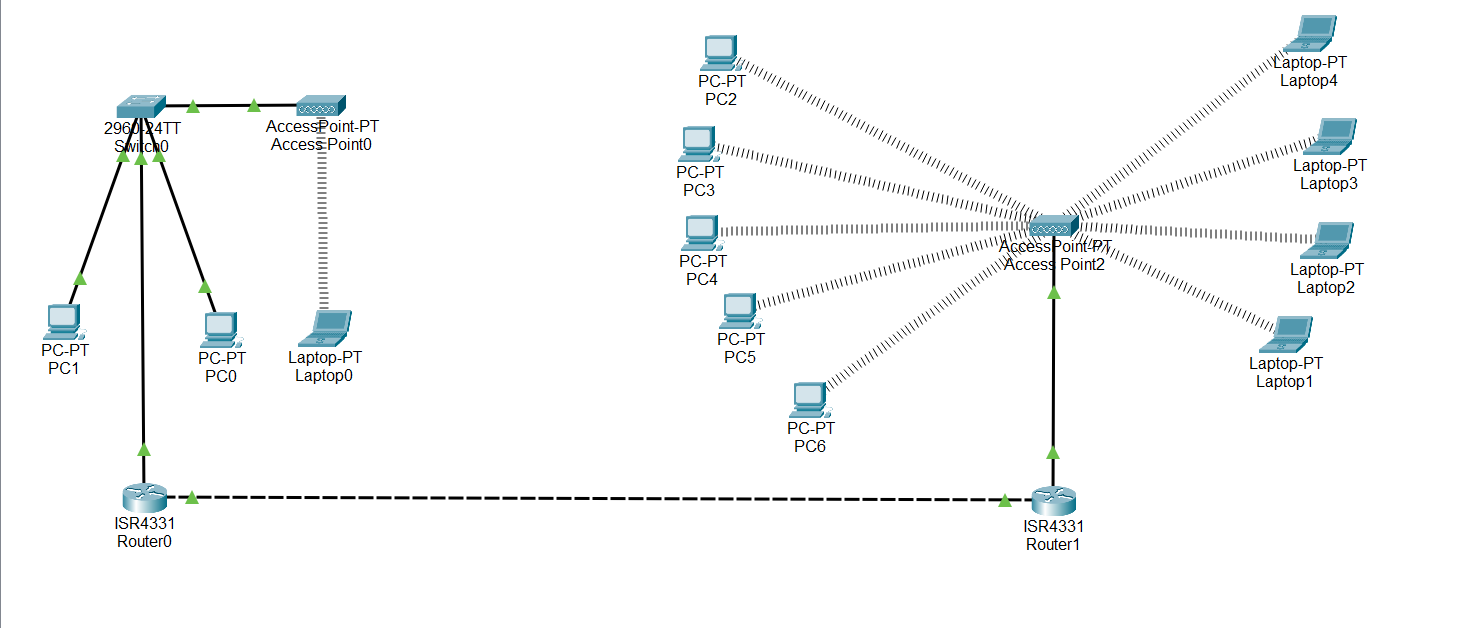 2960-24TT
Switch0
AccessPoint-PT
Access Point0
PC-PT
PC1
PC-PT
PC0
Laptop-PT
Laptop0
ISR4331
Router0
PC-PT
PC2
PC-PT
PC3
PC-PT
PC4
PC-PT
PC5
PC-PT
PC6
AccessPoint-PT
Access Point2
Laptop-PT
Laptop4
Laptop-PT
Laptop3
Laptop-PT
Laptop2
Laptop-PT
Laptop1
ISR4331
Router1